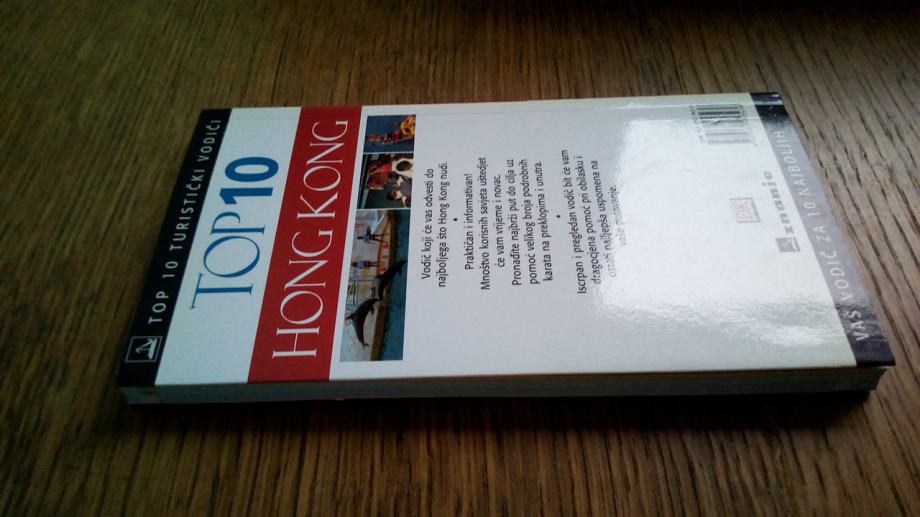 TOP 10 TURISTIČKI VODIČI
TOP 10
HONG KONG
Vodič koji će vas odvesti do
najboljega što Hong Kong nudi.
Praktičan i informativan!
Mnoštvo korisnih savjeta uštedjet
će vam vrijeme i novac.
Pronađite najbrži put do cilja uz
pomoć velikog broja podrobnih
karata na preklopima i unutra.
Iscrpan i pregledan vodič bit će vam
dragocjena pomoć pri obilasku i
ostati najljepša uspomena na
vaše putovanje.
DK
znanje
VAŠ VODIČ ZA 10 NAJBOLJIH